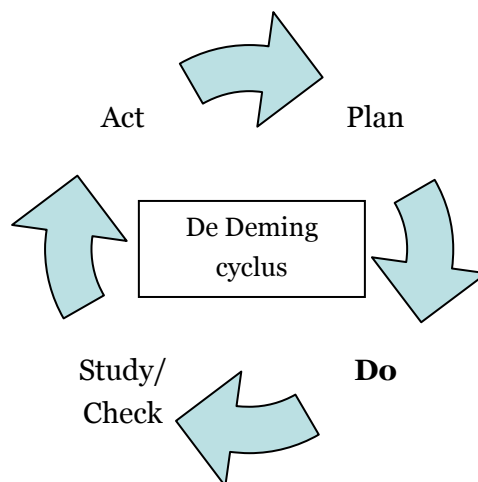 Act
Plan
De Deming
cyclus
Study/
Check
Do